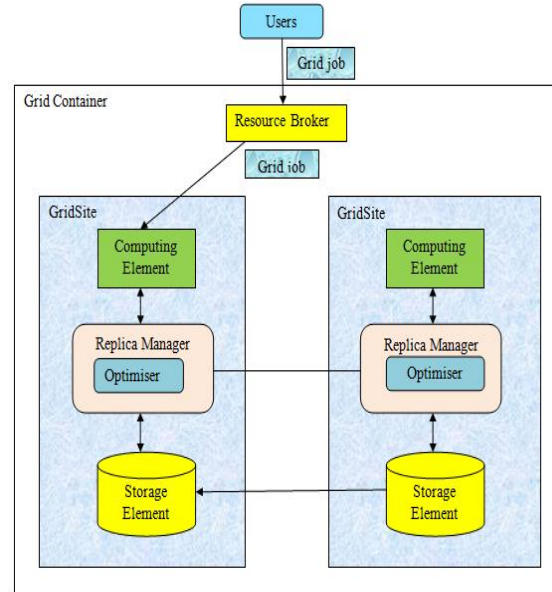 Users
Grid job
Grid Container
Resource Broker
Grid job
GridSite
Computing
Element
Replica Manager
Optimiser
Storage
Element
GridSite
Computing
Element
Replica Manager
Optimiser
Storage
Element